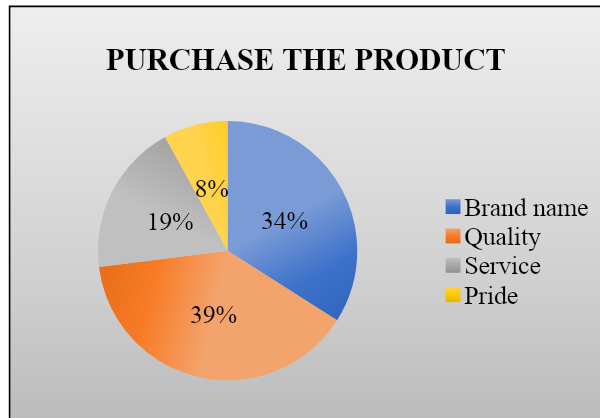 PURCHASE THE PRODUCT
8%
34%
19%
39%
Brand name
Quality
Service
Pride